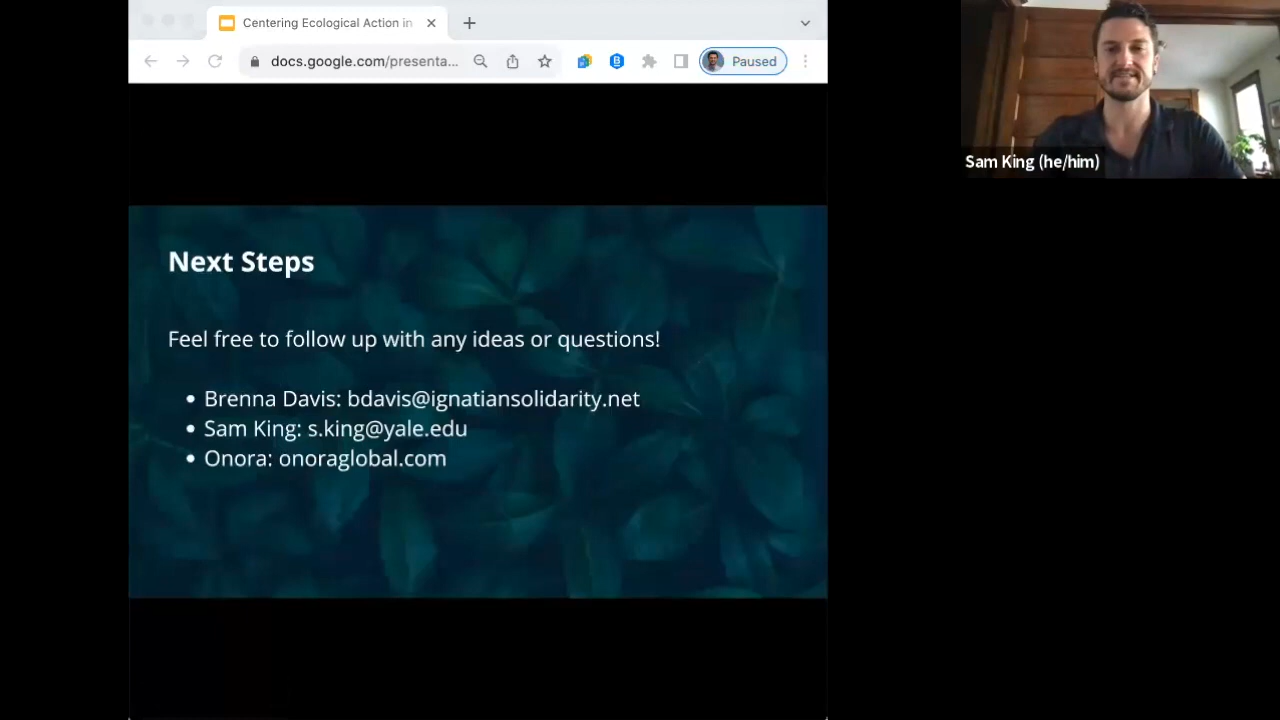 Centering Ecological Action in
docs.google.com/presenta...
Paused
Sam King (he/him)
Next Steps
Feel free to follow up with any ideas or questions!
• Brenna Davis: bdavis@ignatiansolidarity.net
• Sam King: s.king@yale.edu
• Onora: onoraglobal.com